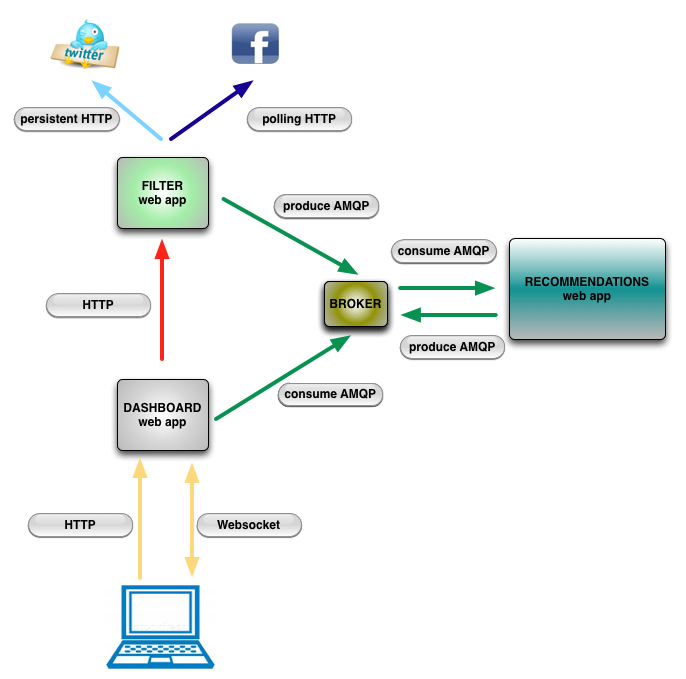 twitter
f
persistent HTTP
polling HTTP
FILTER
web app
produce AMQP
consume AMQP
RECOMMENDATIONS
web app
HTTP
BROKER
produce AMQP
DASHBOARD
web app
consume AMQP
HTTP
Websocket